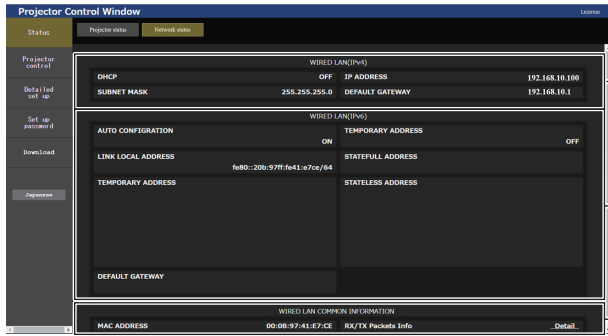 Projector Control Window
License
Status
Projector status
Network status
Projector
control
Detailed
set up
Set up
password
Download
Japanese
WIRED LAN(IPv4)
DHCP OFF IP ADDRESS 192.168.10.100
SUBNET MASK 255.255.255.0 DEFAULT GATEWAY 192.168.10.1
WIRED LAN(IPv6)
AUTO CONFIGRATION TEMPORARY ADDRESS
ON OFF
LINK LOCAL ADDRESS STATEFULL ADDRESS
fe80::20b:97ff:fe41:e7ce/64
TEMPORARY ADDRESS STATELESS ADDRESS
DEFAULT GATEWAY
WIRED LAN COMMON INFORMATION
MAC ADDRESS 00:0B:97:41:E7:CE RX/TX Packets Info Detail